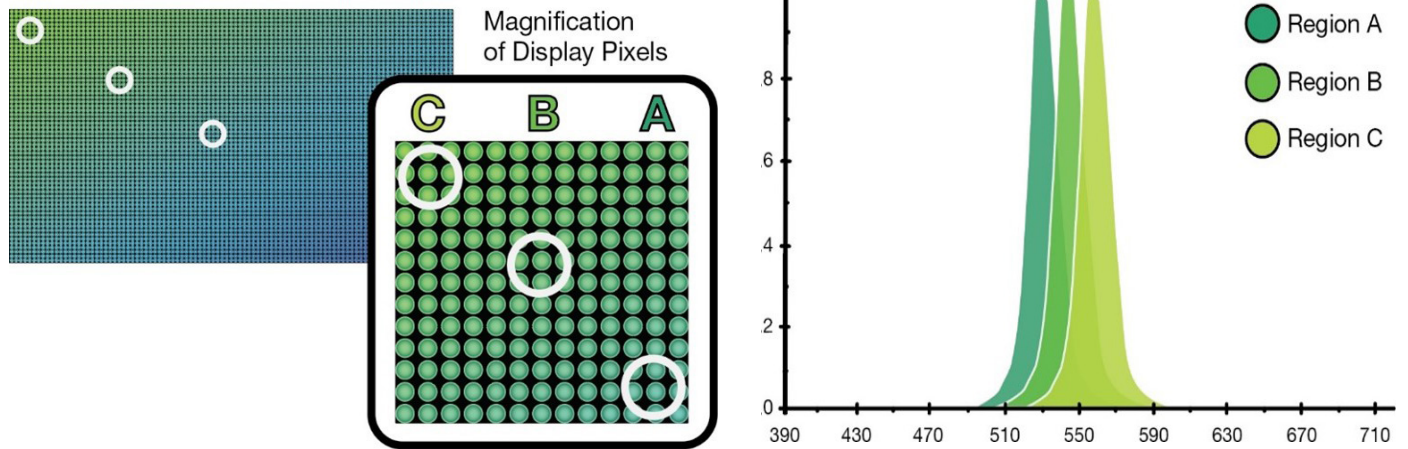 Magnification
of Display Pixels
C B A
Region A
Region B
Region C
.8
.6
.4
.2
.0
390 430 470 510 550 590 630 670 710